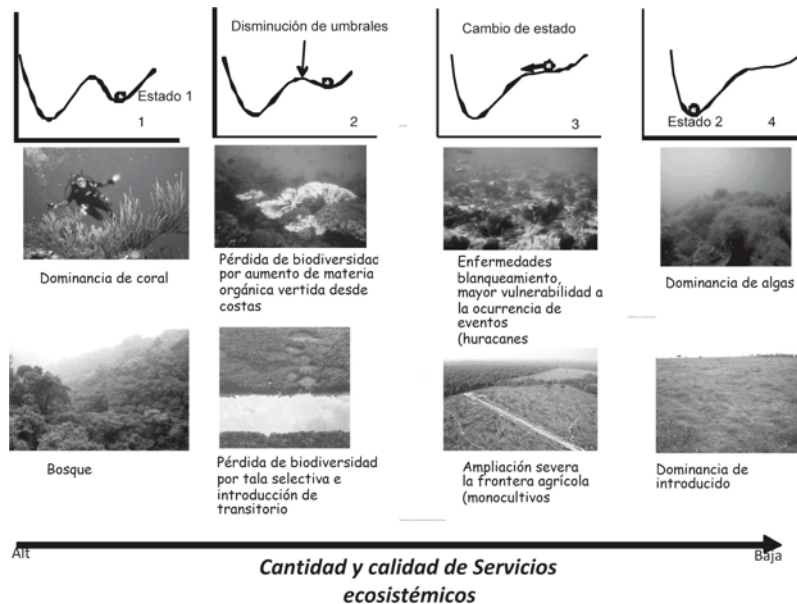 Disminución de umbrales
Cambio de estado
Estado 1
1
2
3
Estado 2
4
Dominancia de coral
Pérdida de biodiversidad
por aumento de materia
orgánica vertida desde
costas
Enfermedades
blanqueamiento,
mayor vulnerabilidad a
la ocurrencia de
eventos
(huracanes
Dominancia de algas
Bosque
Pérdida de biodiversidad
por tala selectiva e
introducción de
transitorio
Ampliación severa
la frontera agrícola
(monocultivos
Dominancia de
introducido
Alt
Baja
Cantidad y calidad de Servicios
ecosistémicos